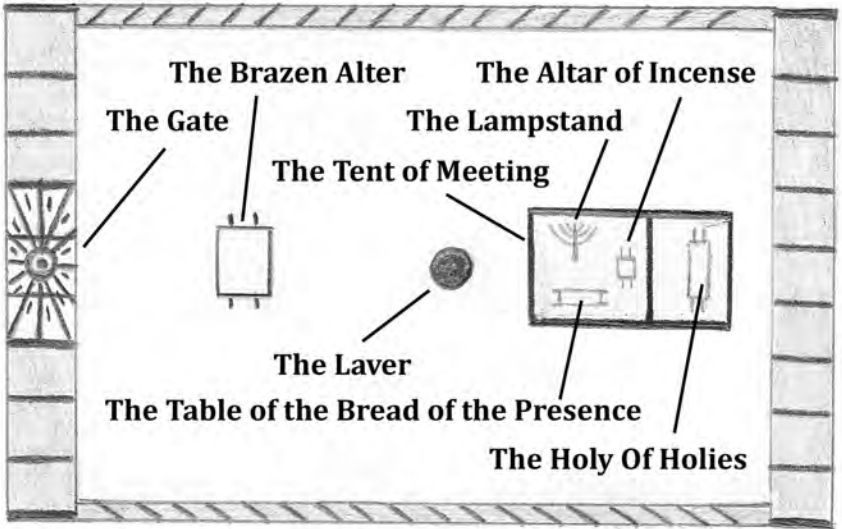 The Brazen Alter
The Altar of Incense
The Gate
The Lampstand
The Tent of Meeting
The Laver
The Table of the Bread of the Presence
The Holy Of Holies